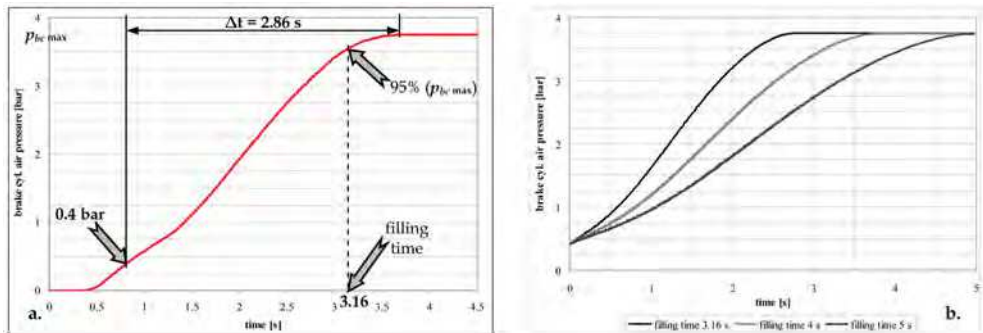 Δt = 2.86 s
p_bc max
4
3
2
1
0
brake cyl. air pressure [bar]
95% (p_bc max)
0.4 bar
filling
time
0 0.5 1 1.5 2 2.5 3 3.16 3.5 4 4.5
time [s]
a.
4
3
2
1
0
brake cyl. air pressure [bar]
0 1 2 3 4 5
time [s]
b.
filling time 3.16 s. filling time 4 s filling time 5 s